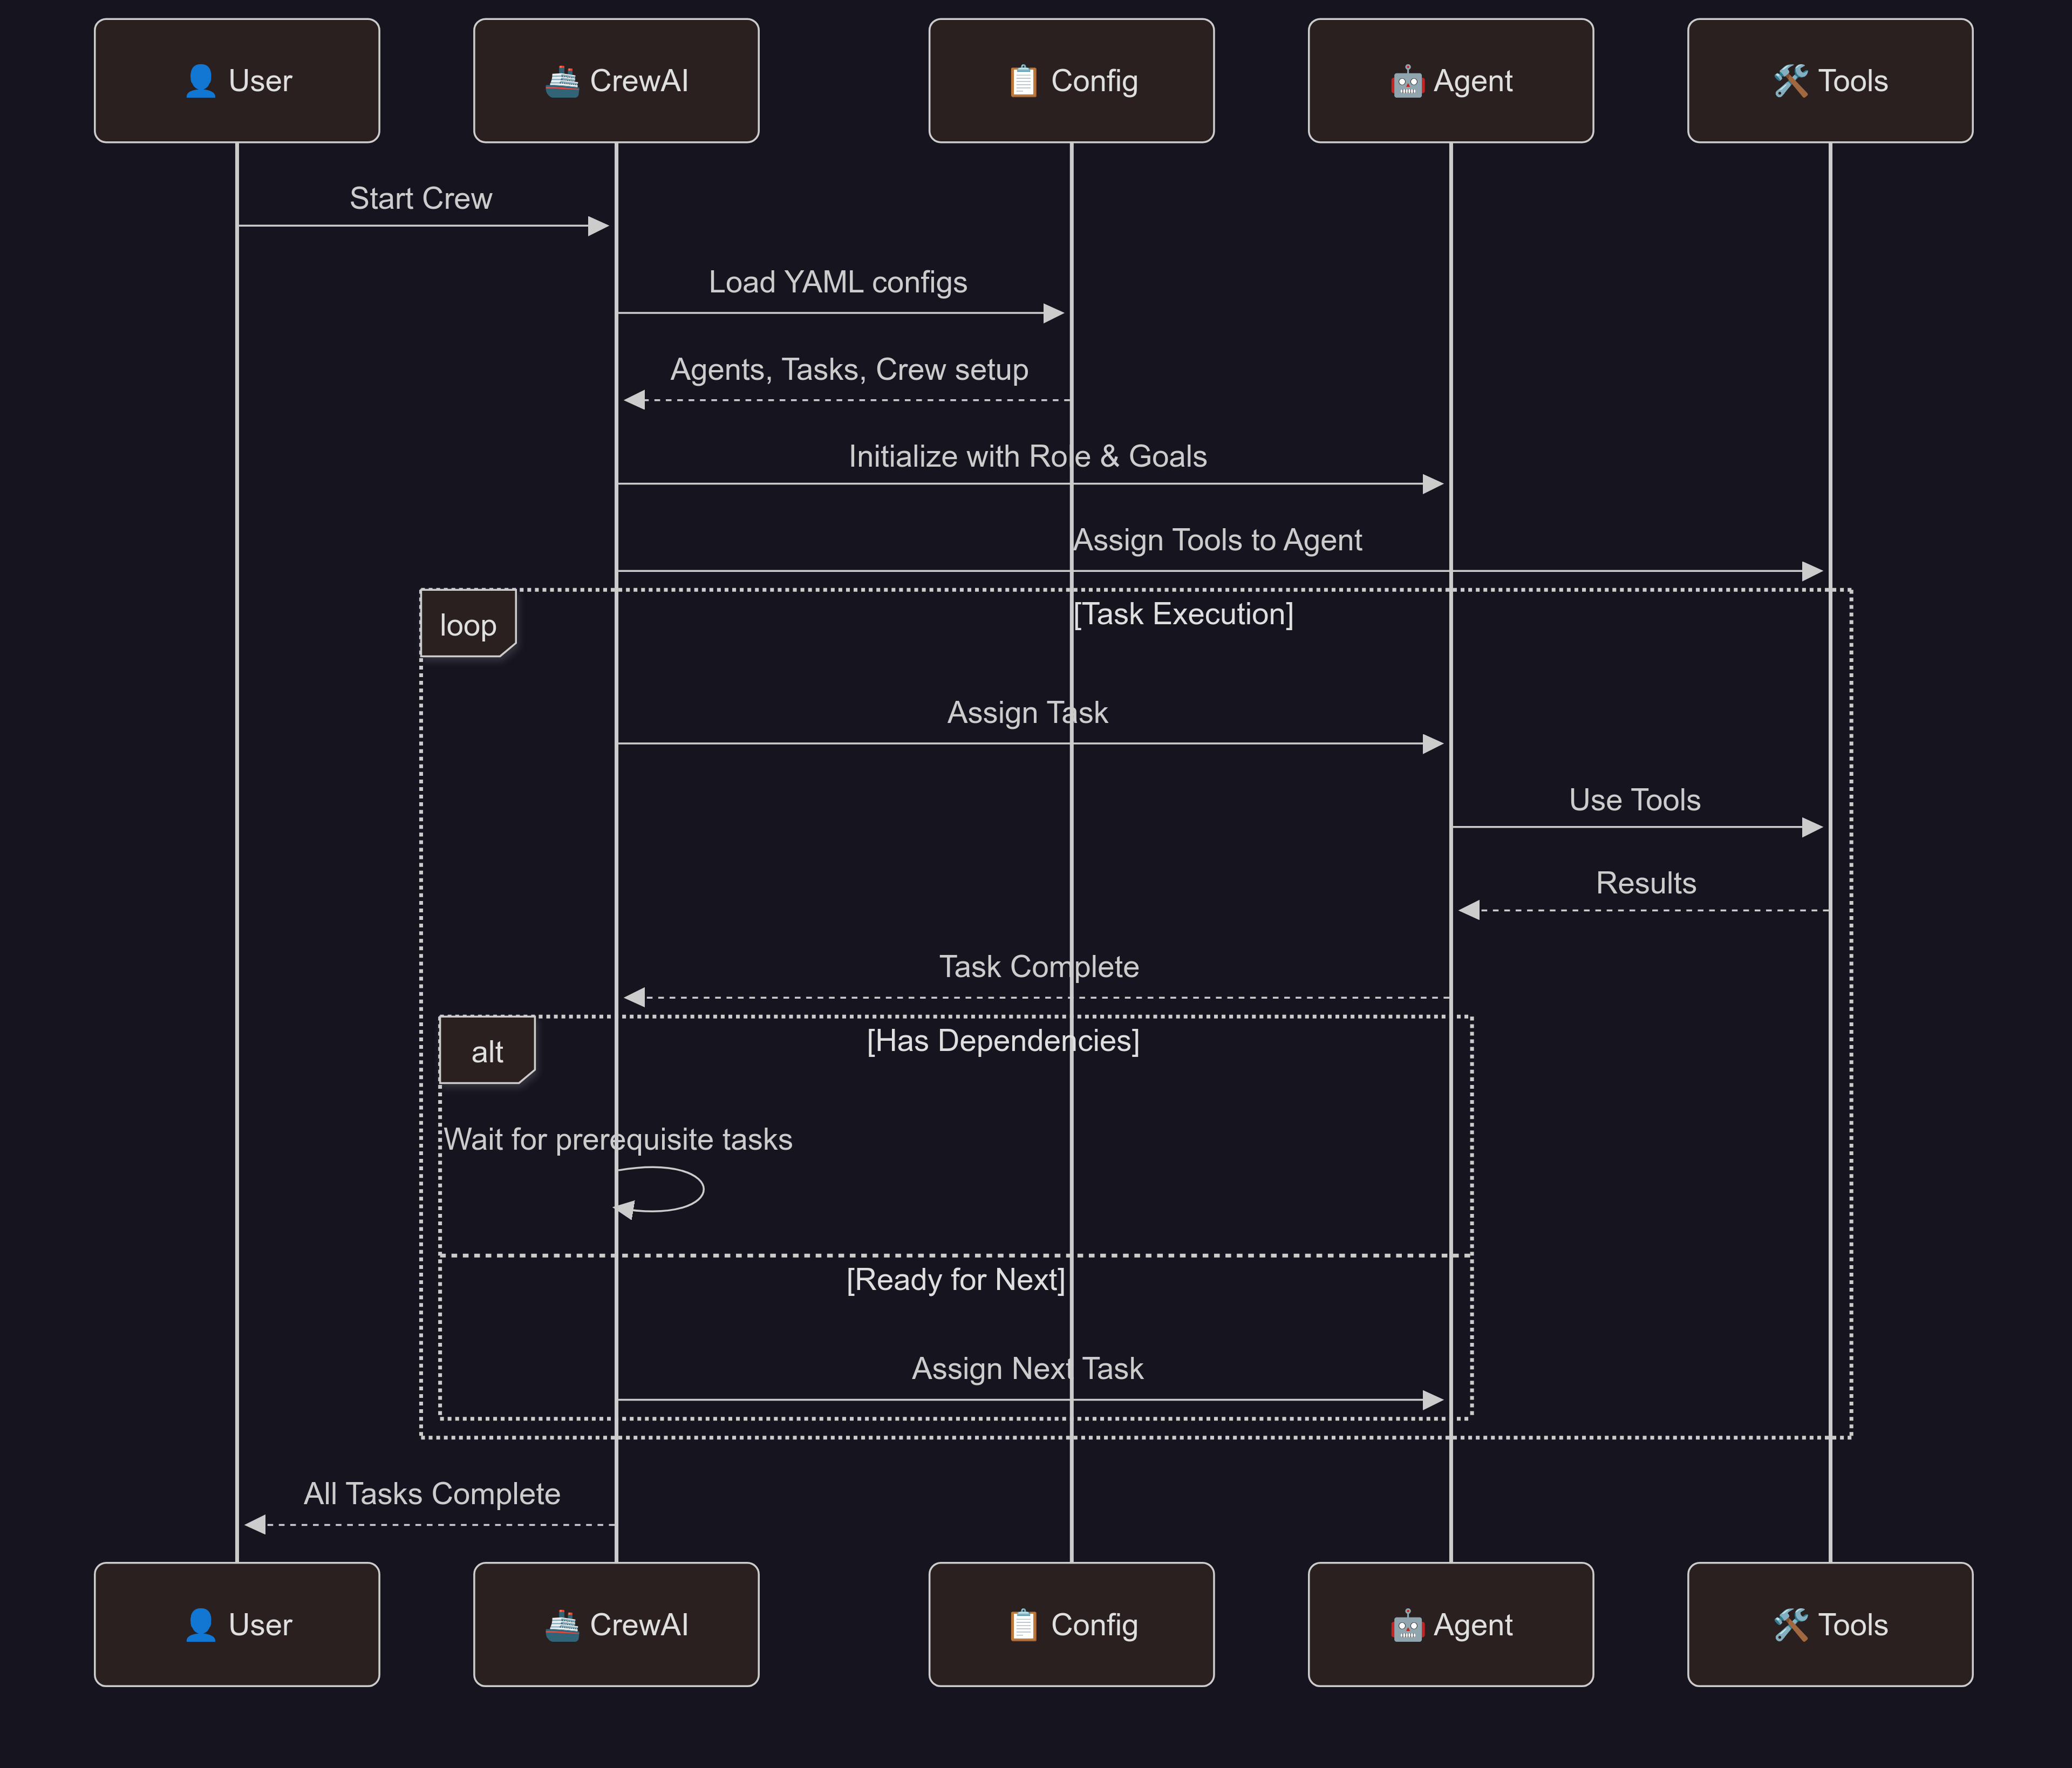 👤 User
🚢 CrewAI
📋 Config
🤖 Agent
🛠️ Tools
Start Crew
Load YAML configs
Agents, Tasks, Crew setup
Initialize with Role & Goals
Assign Tools to Agent
loop
[Task Execution]
Assign Task
Use Tools
Results
Task Complete
alt
[Has Dependencies]
Wait for prerequisite tasks
[Ready for Next]
Assign Next Task
All Tasks Complete
👤 User
🚢 CrewAI
📋 Config
🤖 Agent
🛠️ Tools